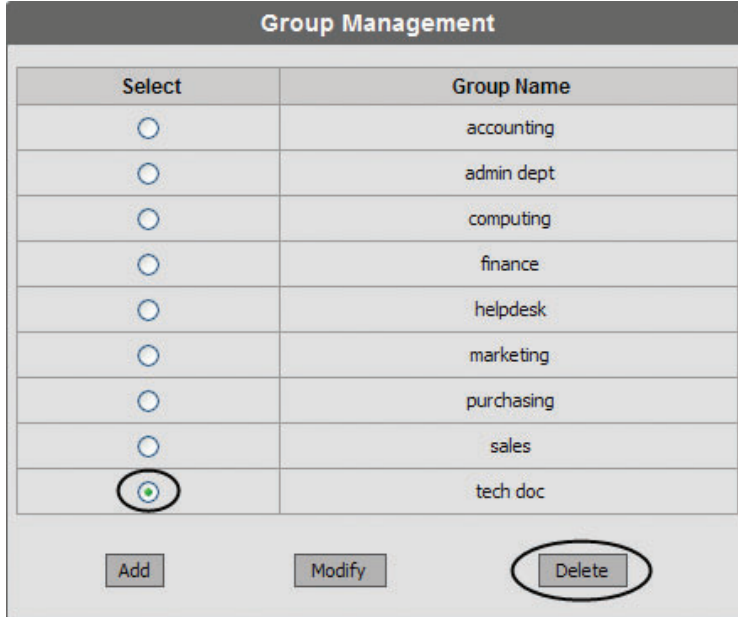 Group Management
Select Group Name
accounting
admin dept
computing
finance
helpdesk
marketing
purchasing
sales
tech doc
Add Modify Delete